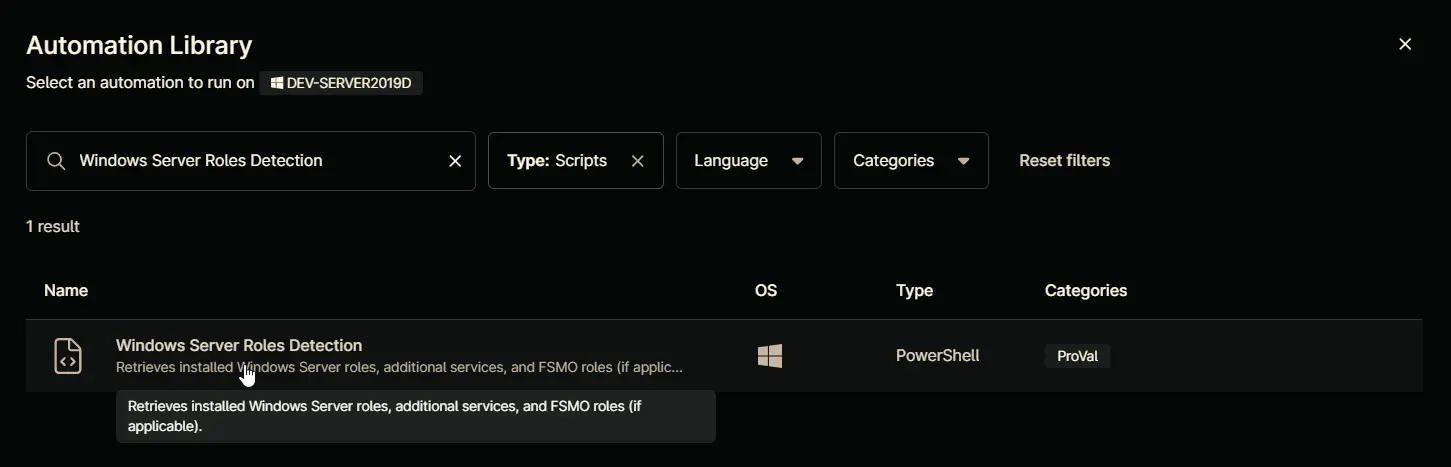 Automation Library
Select an automation to run on DEV-SERVER2019D
Windows Server Roles Detection Type: Scripts Language Categories Reset filters
1 result
Name OS Type Categories
Windows Server Roles Detection
Retrieves installed Windows Server roles, additional services, and FSMO roles (if applic... PowerShell ProVal
Retrieves installed Windows Server roles, additional services, and FSMO roles (if
applicable).